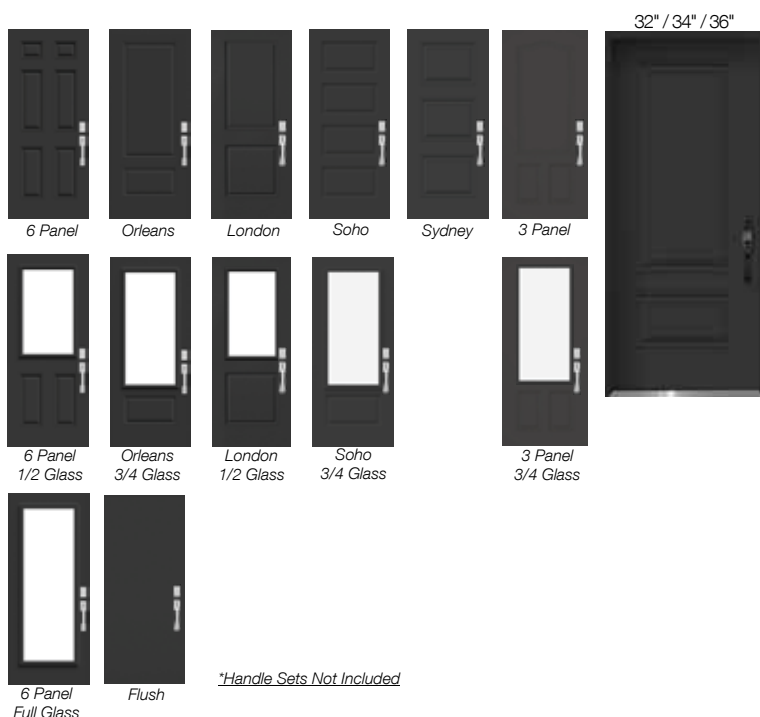 32" / 34" / 36"
6 Panel
Orleans
London
Soho
Sydney
3 Panel
6 Panel
1/2 Glass
Orleans
3/4 Glass
London
1/2 Glass
Soho
3/4 Glass
3 Panel
3/4 Glass
6 Panel
Full Glass
Flush
*Handle Sets Not Included